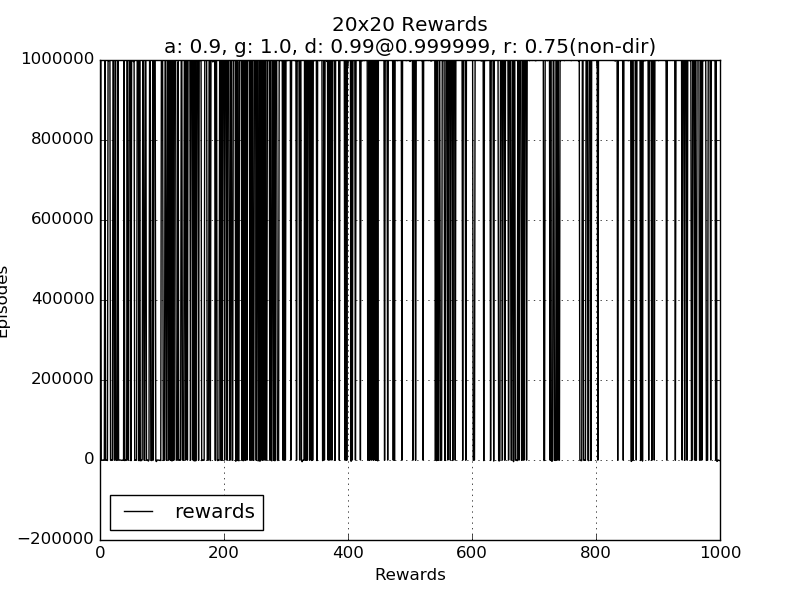 20x20 Rewards
a: 0.9, g: 1.0, d: 0.99@0.999999, r: 0.75(non-dir)
1000000
800000
600000
400000
200000
0
−200000
Episodes
rewards
0 200 400 600 800 1000
Rewards